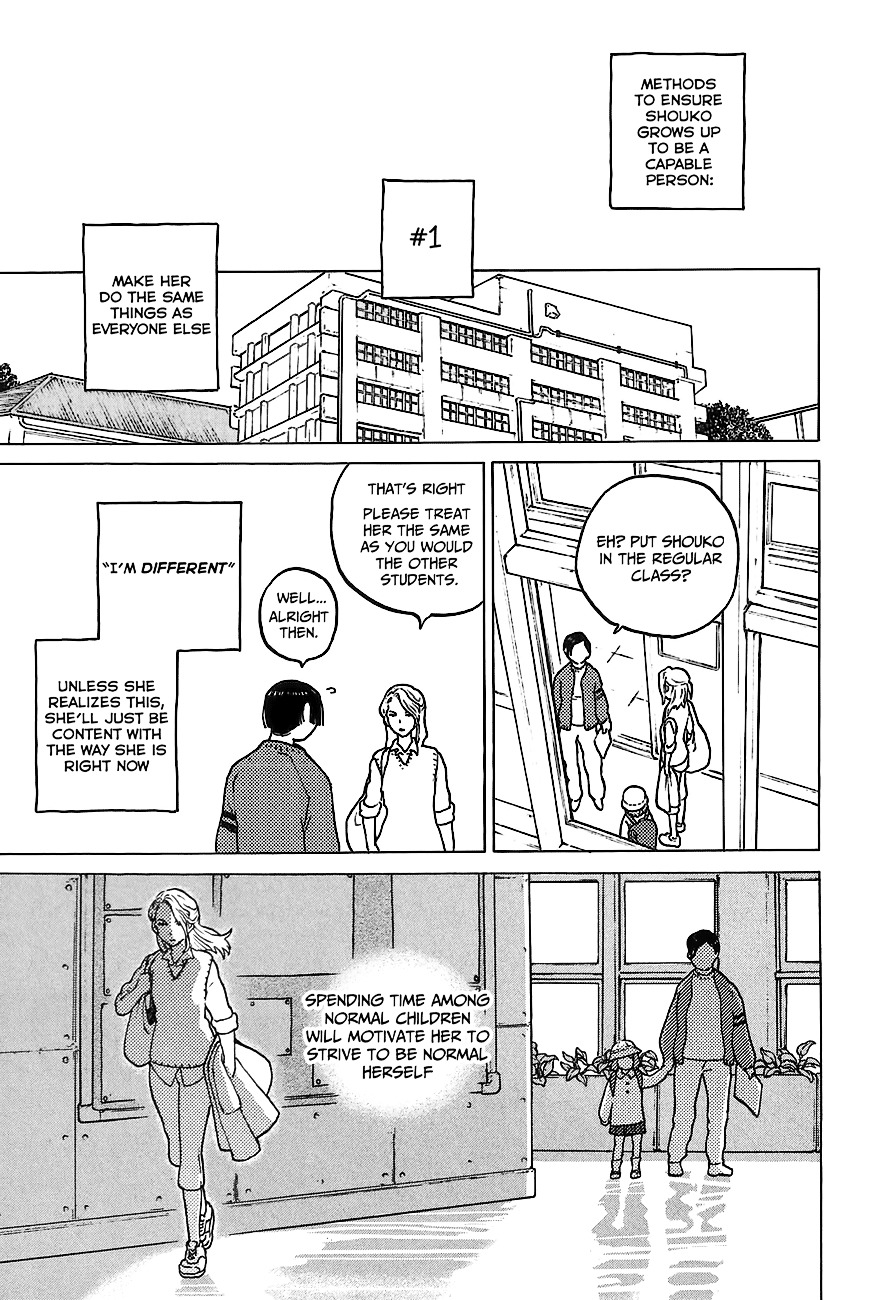 METHODS
TO ENSURE
SHOUKO
GROWS UP
TO BE A
CAPABLE
PERSON:
#1
MAKE HER
DO THE SAME
THINGS AS
EVERYONE ELSE
EH? PUT SHOUKO
IN THE REGULAR
CLASS?
THAT'S RIGHT
PLEASE TREAT
HER THE SAME
AS YOU WOULD
THE OTHER
STUDENTS.
WELL...
ALRIGHT
THEN.
"I'M DIFFERENT"
UNLESS SHE
REALIZES THIS,
SHE'LL JUST BE
CONTENT WITH
THE WAY SHE IS
RIGHT NOW
SPENDING TIME AMONG
NORMAL CHILDREN
WILL MOTIVATE HER TO
STRIVE TO BE NORMAL
HERSELF